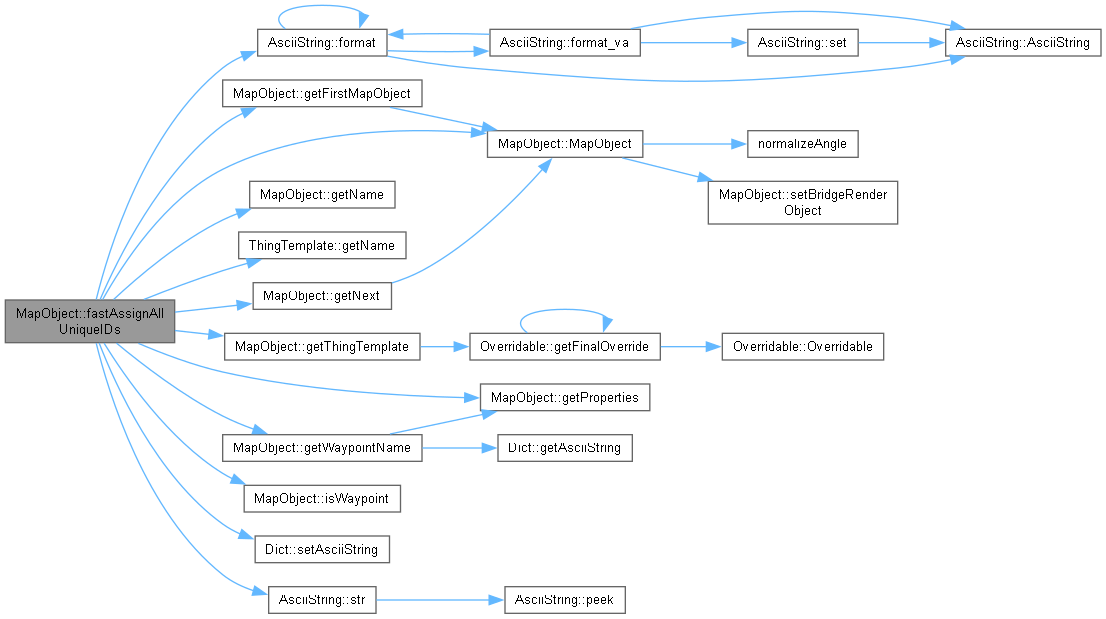 AsciiString::format
AsciiString::format_va
AsciiString::set
AsciiString::AsciiString
MapObject::getFirstMapObject
MapObject::MapObject
normalizeAngle
MapObject::getName
MapObject::setBridgeRender
Object
ThingTemplate::getName
MapObject::getNext
MapObject::fastAssignAll
UniqueIDs
MapObject::getThingTemplate
Overridable::getFinalOverride
Overridable::Overridable
MapObject::getProperties
MapObject::getWaypointName
Dict::getAsciiString
MapObject::isWaypoint
Dict::setAsciiString
AsciiString::str
AsciiString::peek